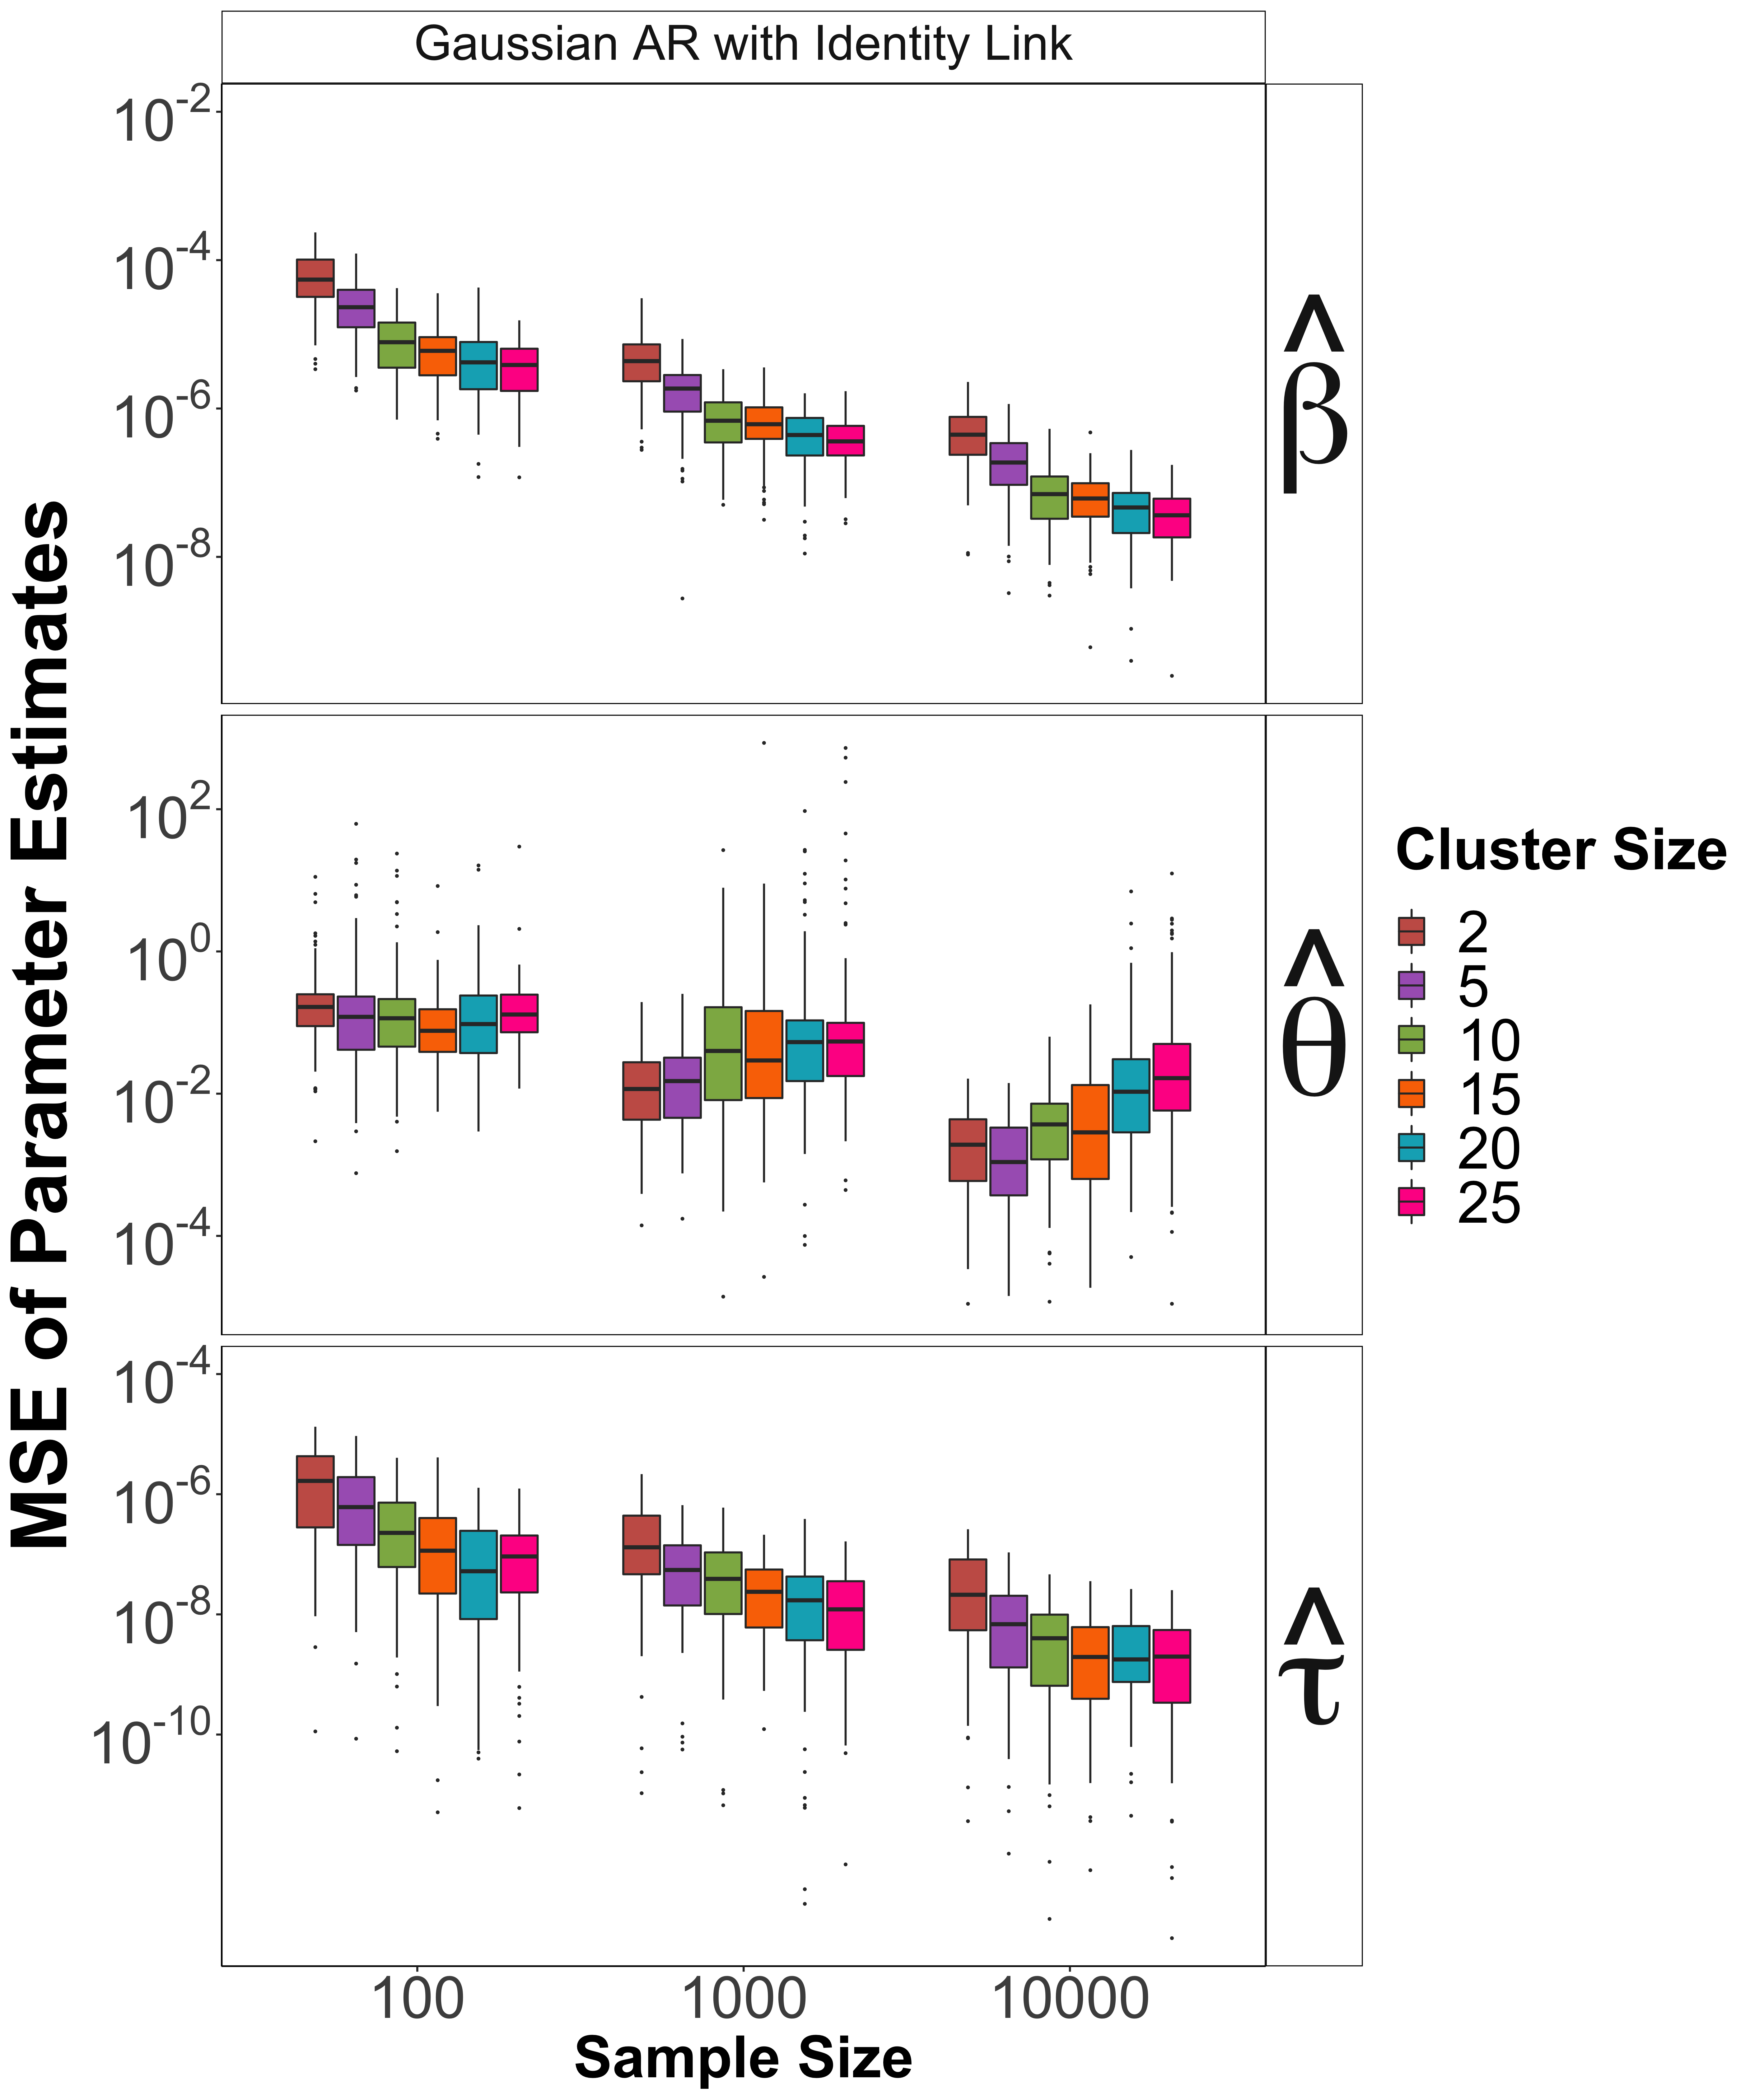 Gaussian AR with Identity Link
MSE of Parameter Estimates
10^-2
10^-4
10^-6
10^-8
β̂
10^2
10^0
10^-2
10^-4
θ̂
10^-4
10^-6
10^-8
10^-10
τ̂
100 1000 10000
Sample Size
Cluster Size
2
5
10
15
20
25